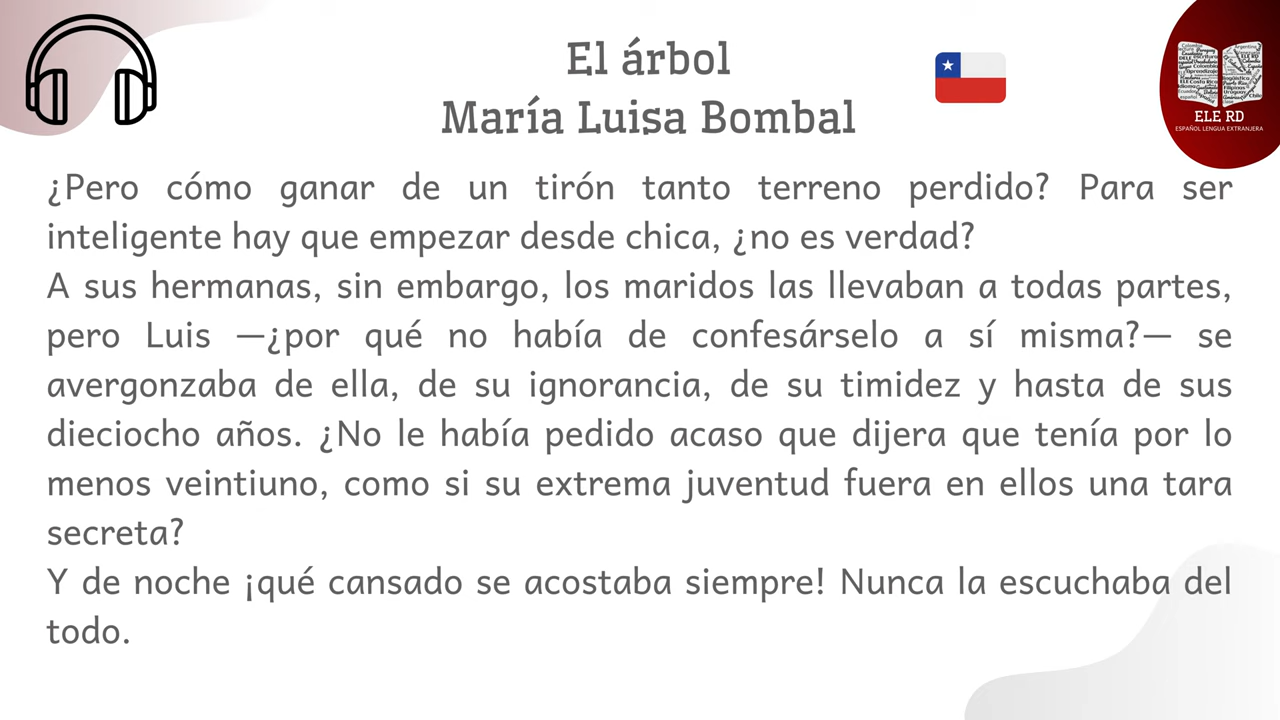 El árbol
María Luisa Bombal
ELE RD
ESPAÑOL LENGUA EXTRANJERA
¿Pero cómo ganar de un tirón tanto terreno perdido? Para ser
inteligente hay que empezar desde chica, ¿no es verdad?
A sus hermanas, sin embargo, los maridos las llevaban a todas partes,
pero Luis —¿por qué no había de confesárselo a sí misma?— se
avergonzaba de ella, de su ignorancia, de su timidez y hasta de sus
dieciocho años. ¿No le había pedido acaso que dijera que tenía por lo
menos veintiuno, como si su extrema juventud fuera en ellos una tara
secreta?
Y de noche ¡qué cansado se acostaba siempre! Nunca la escuchaba del
todo.